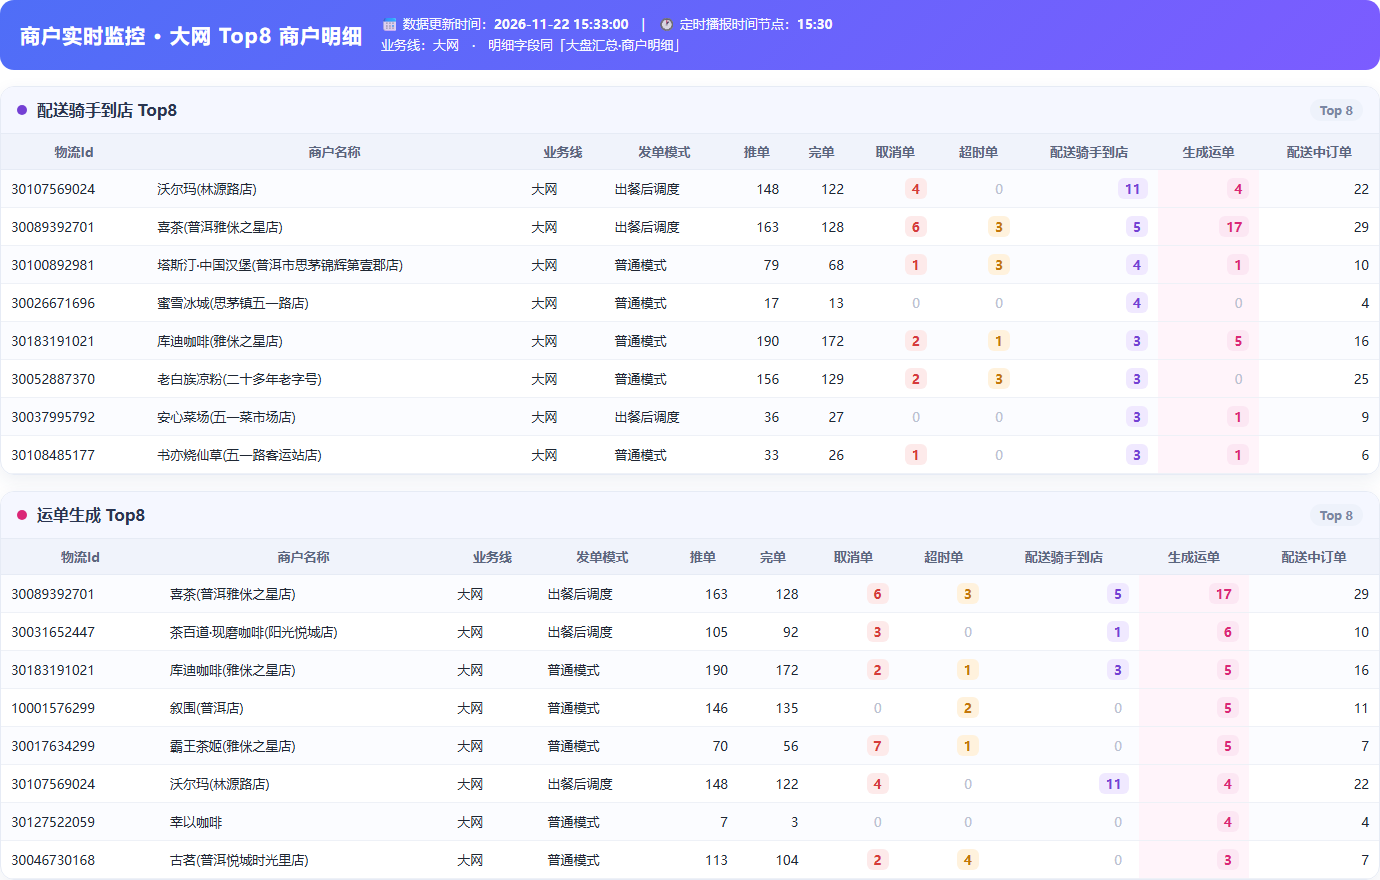 商户实时监控 • 大网 Top8 商户明细
数据更新时间：2026-11-22 15:33:00 | 定时播报时间节点：15:30
业务线：大网 · 明细字段同「大盘汇总·商户明细」
配送骑手到店 Top8 Top 8
物流Id 商户名称 业务线 发单模式 推单 完单 取消单 超时单 配送骑手到店 生成运单 配送中订单
30107569024 沃尔玛(林源路店) 大网 出餐后调度 148 122 4 0 11 4 22
30089392701 喜茶(普洱雅侎之星店) 大网 出餐后调度 163 128 6 3 5 17 29
30100892981 塔斯汀·中国汉堡(普洱市思茅锦辉第壹郡店) 大网 普通模式 79 68 1 3 4 1 10
30026671696 蜜雪冰城(思茅镇五一路店) 大网 普通模式 17 13 0 0 4 0 4
30183191021 库迪咖啡(雅侎之星店) 大网 普通模式 190 172 2 1 3 5 16
30052887370 老白族凉粉(二十多年老字号) 大网 普通模式 156 129 2 3 3 0 25
30037995792 安心菜场(五一菜市场店) 大网 出餐后调度 36 27 0 0 3 1 9
30108485177 书亦烧仙草(五一路客运站店) 大网 普通模式 33 26 1 0 3 1 6
运单生成 Top8 Top 8
物流Id 商户名称 业务线 发单模式 推单 完单 取消单 超时单 配送骑手到店 生成运单 配送中订单
30089392701 喜茶(普洱雅侎之星店) 大网 出餐后调度 163 128 6 3 5 17 29
30031652447 茶百道·现磨咖啡(阳光悦城店) 大网 出餐后调度 105 92 3 0 1 6 10
30183191021 库迪咖啡(雅侎之星店) 大网 普通模式 190 172 2 1 3 5 16
10001576299 叙围(普洱店) 大网 普通模式 146 135 0 2 0 5 11
30017634299 霸王茶姬(雅侎之星店) 大网 普通模式 70 56 7 1 0 5 7
30107569024 沃尔玛(林源路店) 大网 出餐后调度 148 122 4 0 11 4 22
30127522059 幸以咖啡 大网 普通模式 7 3 0 0 0 4 4
30046730168 古茗(普洱悦城时光里店) 大网 普通模式 113 104 2 4 0 3 7